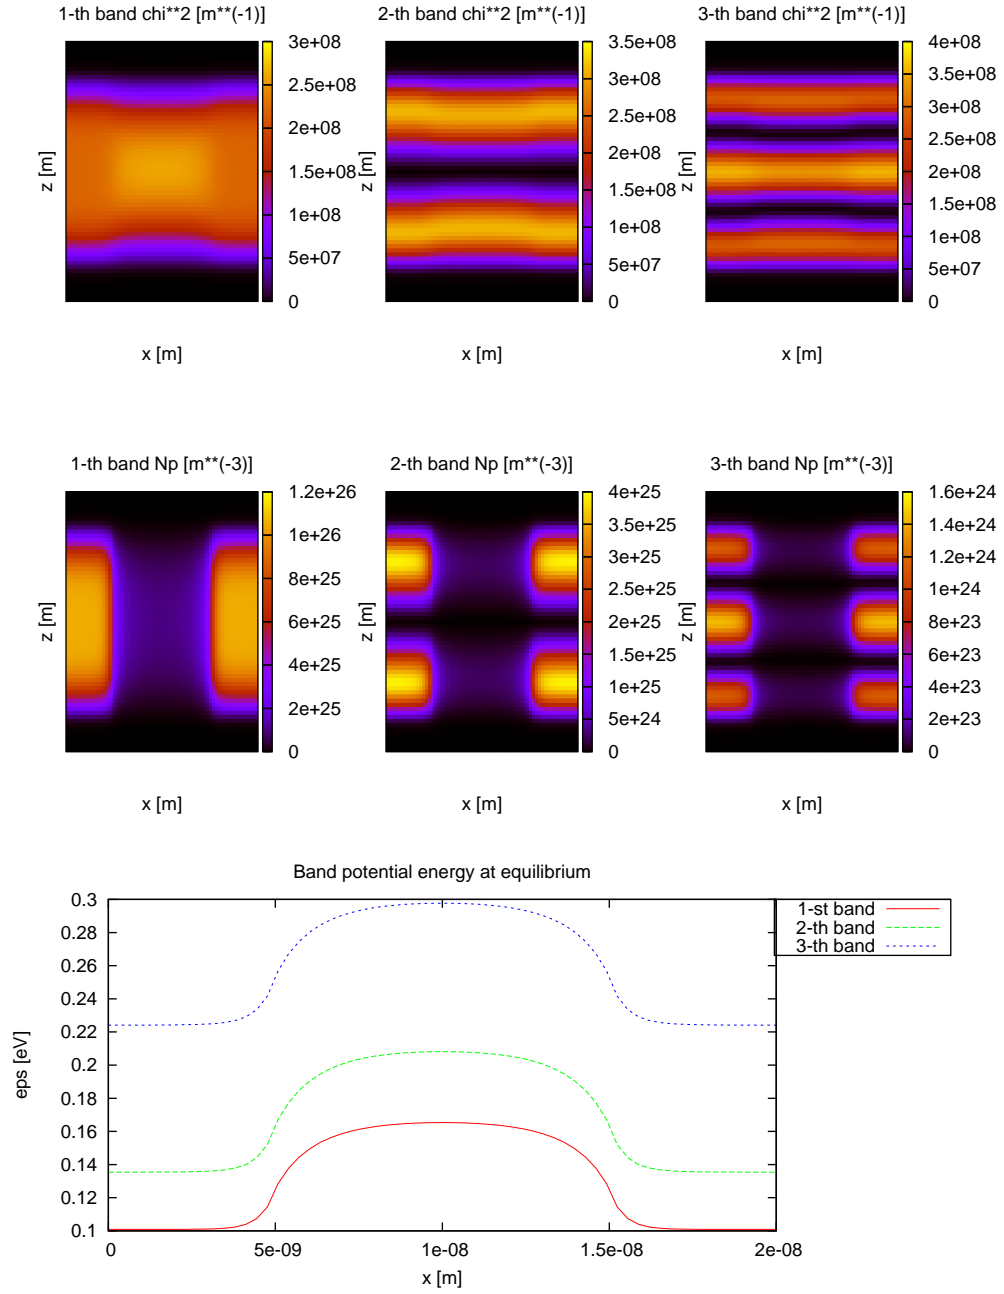 1-th band chi**2 [m**(-1)]
2-th band chi**2 [m**(-1)]
3-th band chi**2 [m**(-1)]
z [m]
3e+08
2.5e+08
2e+08
1.5e+08
1e+08
5e+07
0
x [m]
z [m]
3.5e+08
3e+08
2.5e+08
2e+08
1.5e+08
1e+08
5e+07
0
x [m]
z [m]
4e+08
3.5e+08
3e+08
2.5e+08
2e+08
1.5e+08
1e+08
5e+07
0
x [m]
1-th band Np [m**(-3)]
2-th band Np [m**(-3)]
3-th band Np [m**(-3)]
z [m]
1.2e+26
1e+26
8e+25
6e+25
4e+25
2e+25
0
x [m]
z [m]
4e+25
3.5e+25
3e+25
2.5e+25
2e+25
1.5e+25
1e+25
5e+24
0
x [m]
z [m]
1.6e+24
1.4e+24
1.2e+24
1e+24
8e+23
6e+23
4e+23
2e+23
0
x [m]
Band potential energy at equilibrium
eps [eV]
0.3
0.28
0.26
0.24
0.22
0.2
0.18
0.16
0.14
0.12
0.1
0
5e-09
1e-08
1.5e-08
2e-08
x [m]
1-st band
2-th band
3-th band